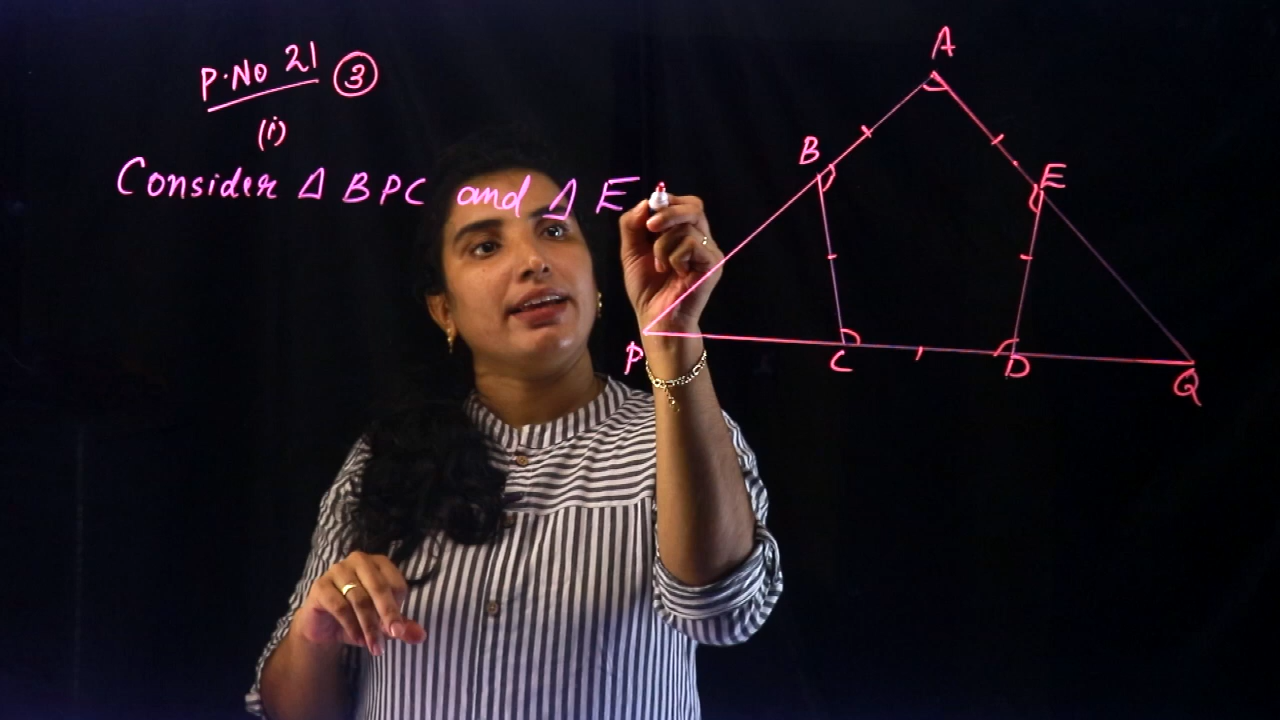 P.No 21 (3)
(i)
Consider Δ BPC and Δ E
A
B
E
P
C
D
Q